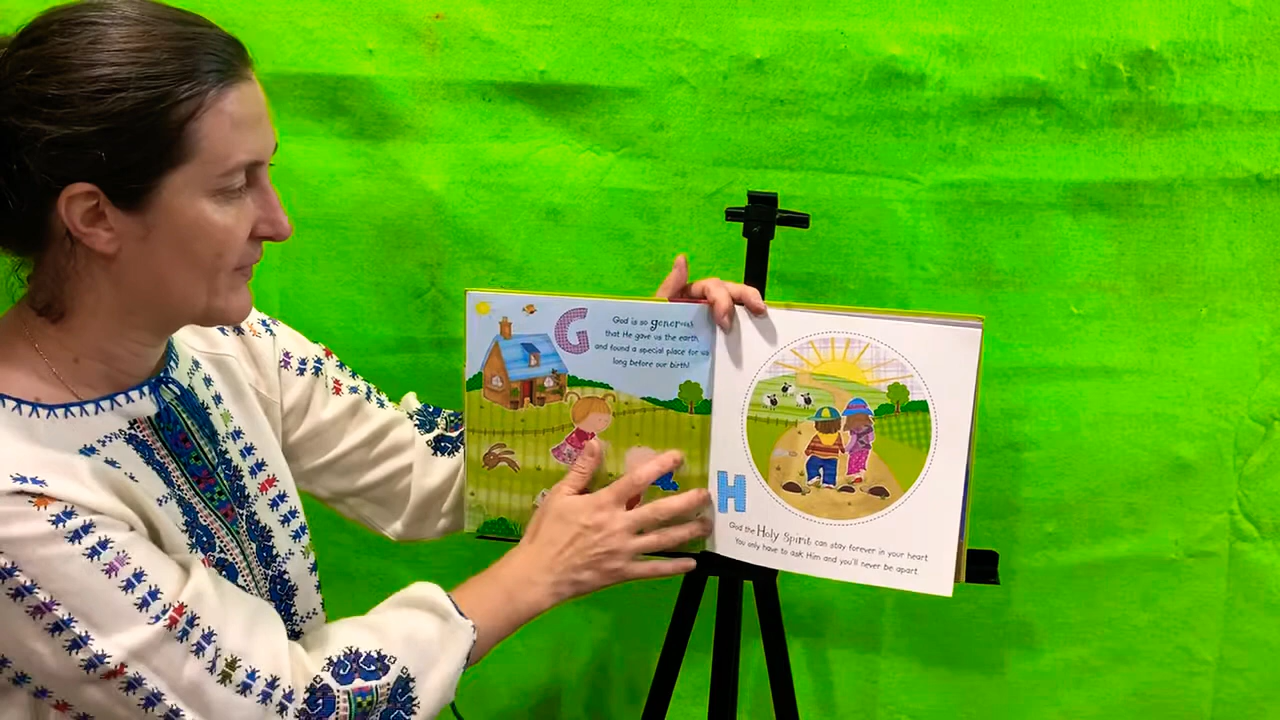 G
God is so generous
that He gave us the earth,
and found a special place for us
long before our birth!
H
God the Holy Spirit can stay forever in your heart
You only have to ask Him and you'll never be apart.